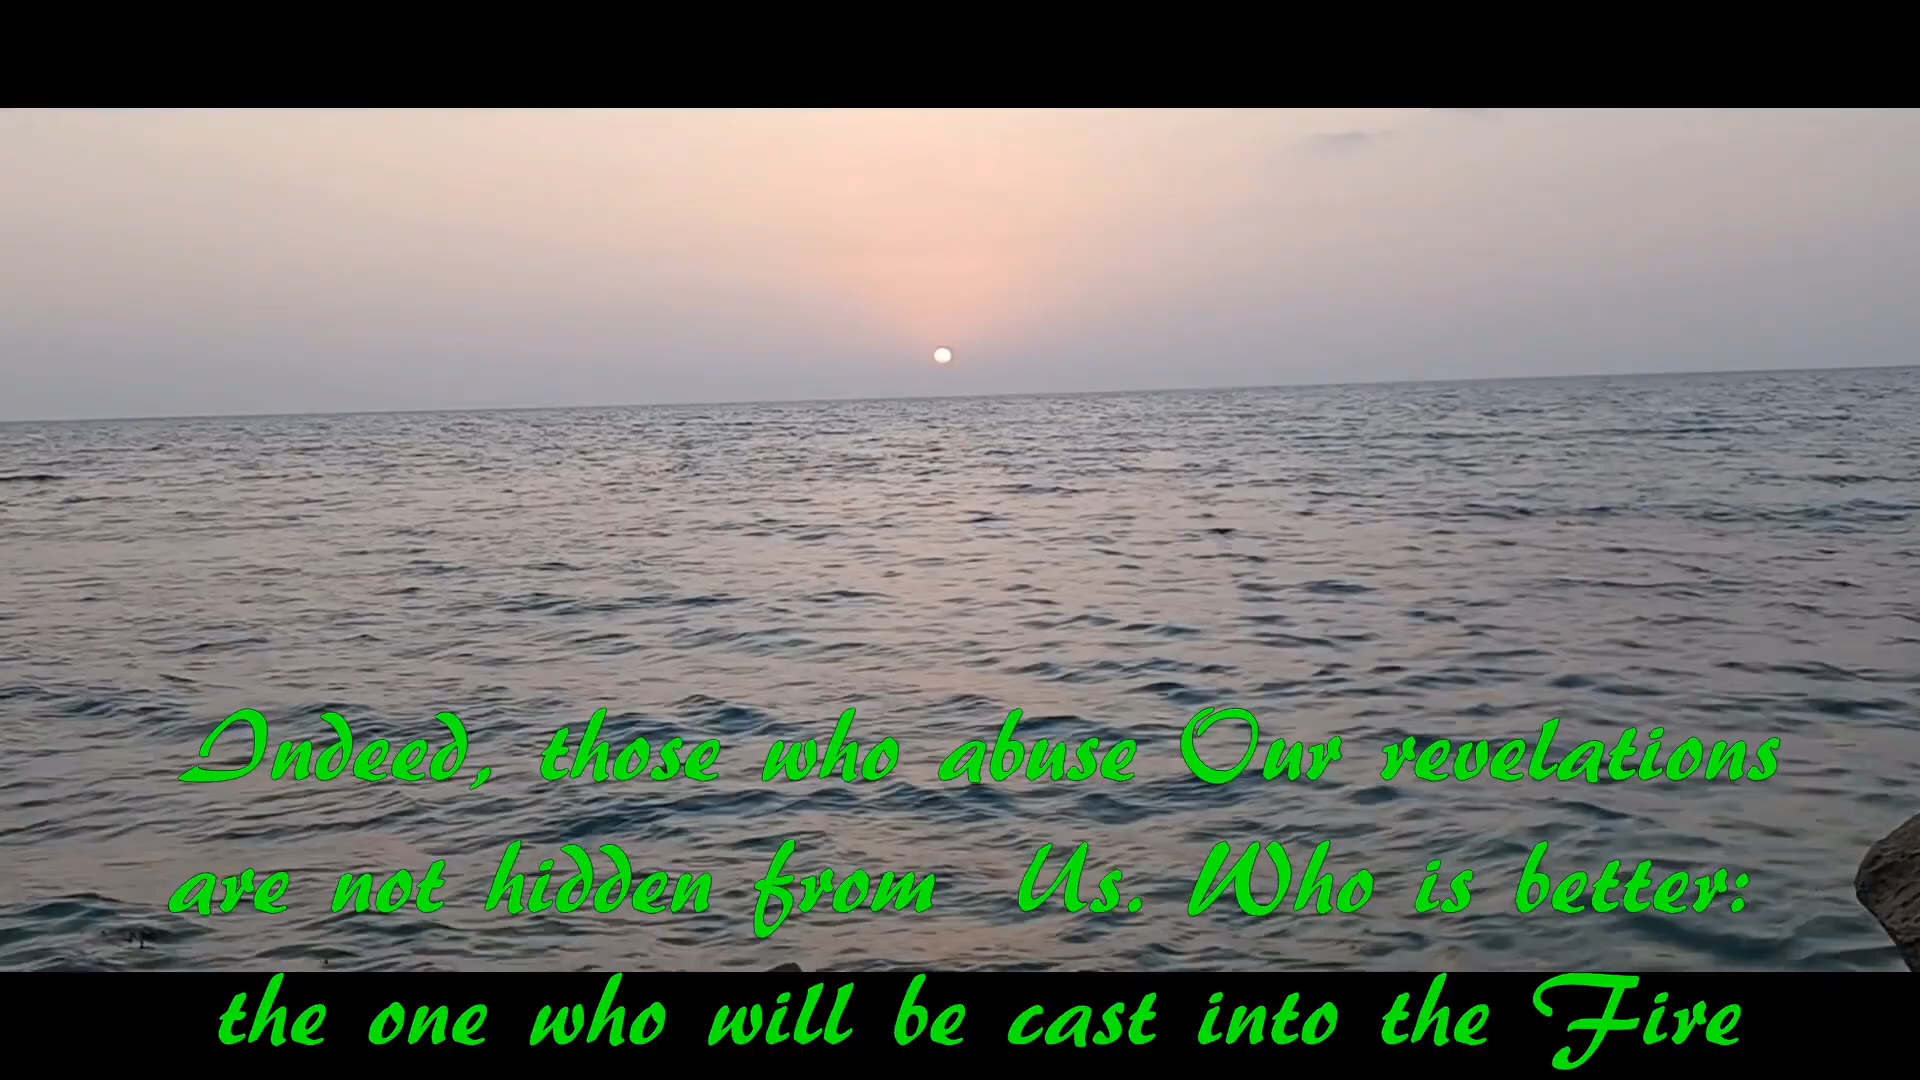 Indeed, those who abuse Our revelations
are not hidden from Us. Who is better:
the one who will be cast into the Fire